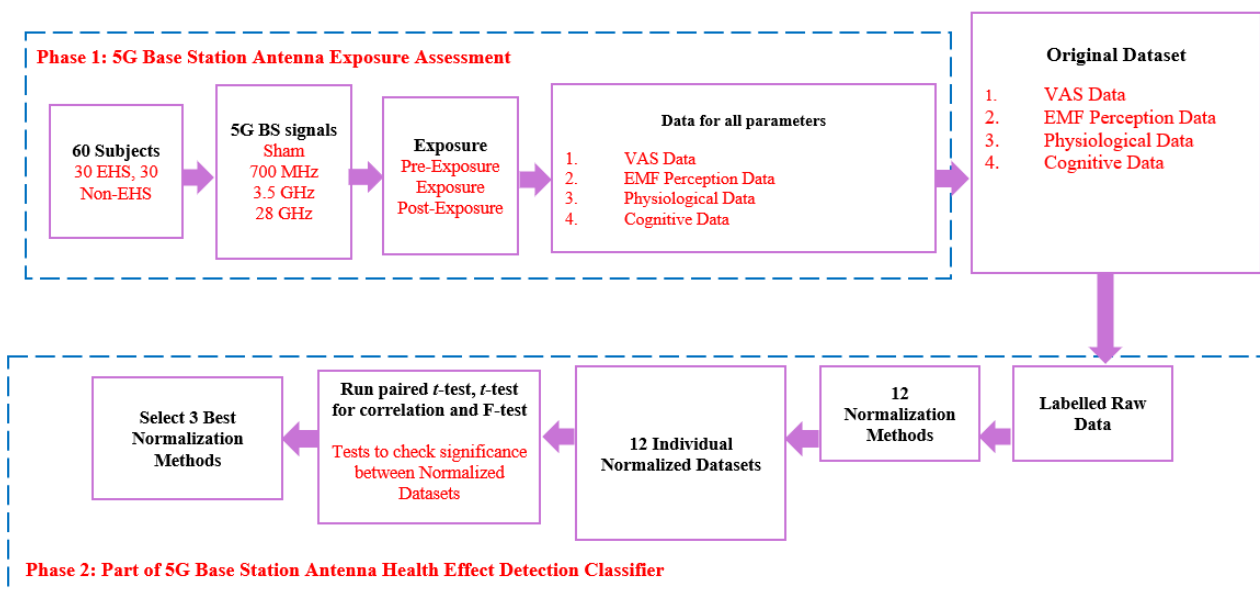 Phase 1: 5G Base Station Antenna Exposure Assessment
60 Subjects
30 EHS, 30
Non-EHS
5G BS signals
Sham
700 MHz
3.5 GHz
28 GHz
Exposure
Pre-Exposure
Exposure
Post-Exposure
Data for all parameters
1. VAS Data
2. EMF Perception Data
3. Physiological Data
4. Cognitive Data
Original Dataset
1. VAS Data
2. EMF Perception Data
3. Physiological Data
4. Cognitive Data
Labelled Raw
Data
12
Normalization
Methods
12 Individual
Normalized Datasets
Run paired t-test, t-test
for correlation and F-test
Tests to check significance
between Normalized
Datasets
Select 3 Best
Normalization
Methods
Phase 2: Part of 5G Base Station Antenna Health Effect Detection Classifier